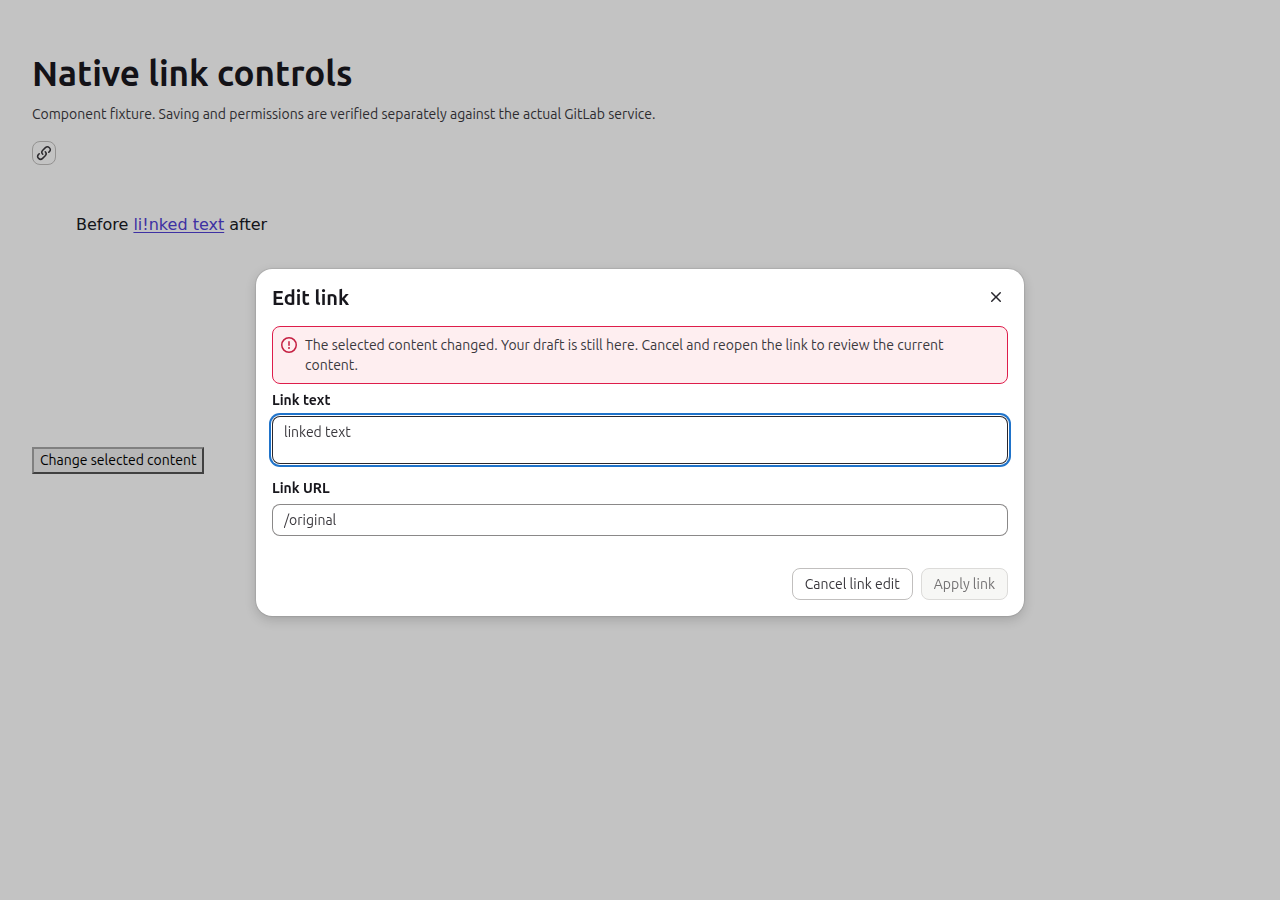 Native link controls
Component fixture. Saving and permissions are verified separately against the actual GitLab service.
Before li!nked text after
Edit link
The selected content changed. Your draft is still here. Cancel and reopen the link to review the current
content.
Link text
linked text
Change selected content
Link URL
/original
Cancel link edit Apply link